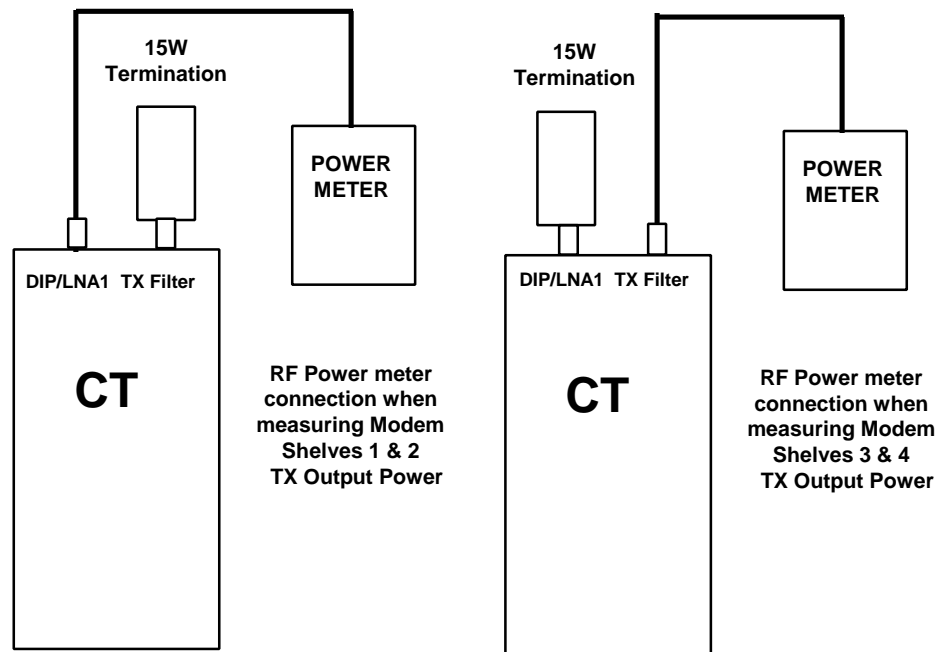 15W
Termination
POWER
METER
DIP/LNA1 TX Filter
CT
RF Power meter
connection when
measuring Modem
Shelves 1 & 2
TX Output Power
15W
Termination
POWER
METER
DIP/LNA1 TX Filter
CT
RF Power meter
connection when
measuring Modem
Shelves 3 & 4
TX Output Power